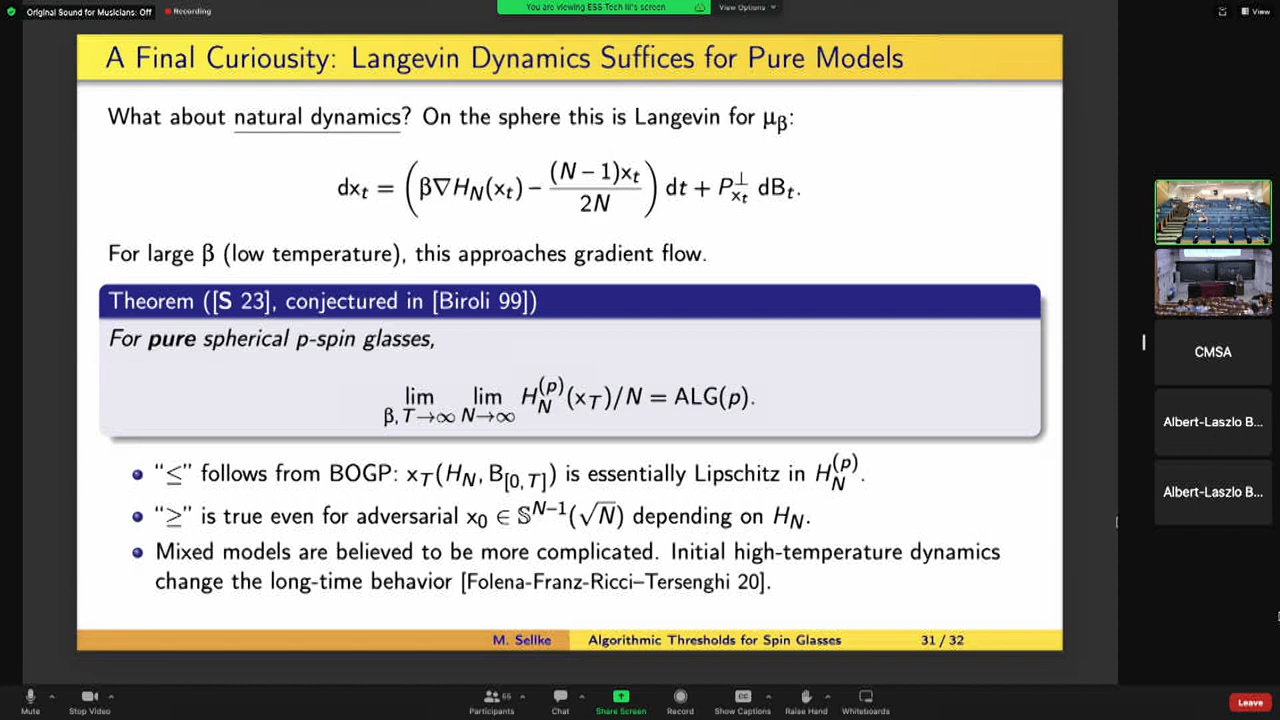 Original Sound for Musicians: Off
Recording
You are viewing ESS Tech III's screen
View Options
View
A Final Curiousity: Langevin Dynamics Suffices for Pure Models
What about natural dynamics? On the sphere this is Langevin for μ_β:
dx_t = (β∇H_N(x_t) − (N − 1)x_t / 2N) dt + P^⊥_{x_t} dB_t.
For large β (low temperature), this approaches gradient flow.
Theorem ([S 23], conjectured in [Biroli 99])
For pure spherical p-spin glasses,
lim_{β,T→∞} lim_{N→∞} H_N^{(p)}(x_T)/N = ALG(p).
• “≤” follows from BOGP: x_T(H_N, B_{[0,T]}) is essentially Lipschitz in H_N^{(p)}.
• “≥” is true even for adversarial x_0 ∈ 𝕊^{N−1}(√N) depending on H_N.
• Mixed models are believed to be more complicated. Initial high-temperature dynamics
change the long-time behavior [Folena-Franz-Ricci–Tersenghi 20].
M. Sellke
Algorithmic Thresholds for Spin Glasses
31 / 32
CMSA
Albert-Laszlo B...
Albert-Laszlo B...
Mute
Stop Video
Participants
65
Chat
Share Screen
Record
CC
Show Captions
Raise Hand
Whiteboards
Leave